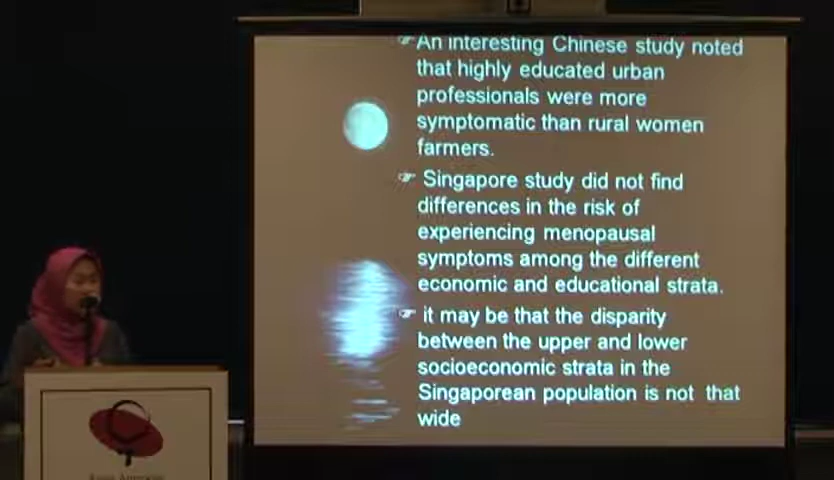 An interesting Chinese study noted
that highly educated urban
professionals were more
symptomatic than rural women
farmers.
Singapore study did not find
differences in the risk of
experiencing menopausal
symptoms among the different
economic and educational strata.
it may be that the disparity
between the upper and lower
socioeconomic strata in the
Singaporean population is not that
wide